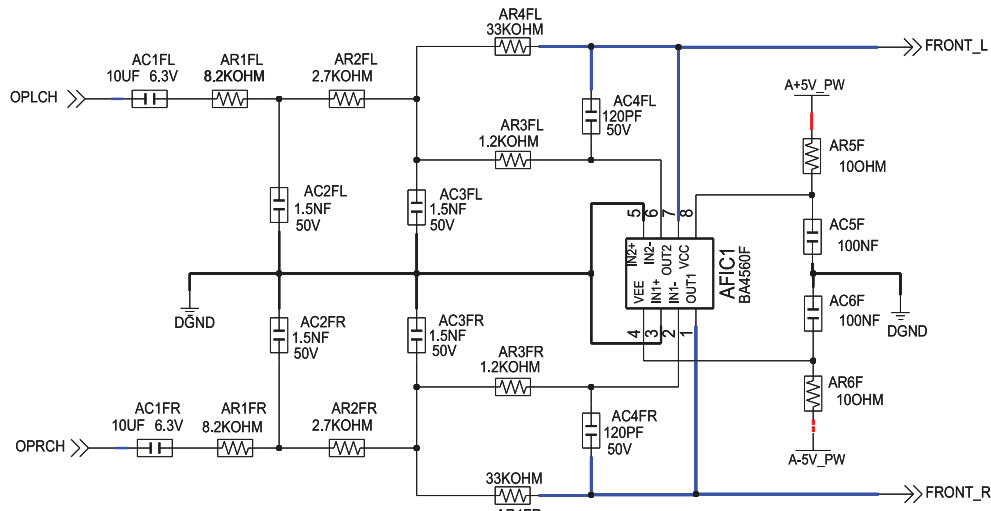 AR4FL
33KOHM
FRONT_L
AC1FL
10UF 6.3V
AR1FL
8.2KOHM
AR2FL
2.7KOHM
OPLCH
A+5V_PW
AC4FL
120PF
50V
AR3FL
1.2KOHM
AR5F
10OHM
AC2FL
1.5NF
50V
AC3FL
1.5NF
50V
5 6 7 8
IN2+ IN2- OUT2 VCC
VEE IN1+ IN1- OUT1
4 3 2 1
AFIC1
BA4560F
AC5F
100NF
DGND
AC6F
100NF
DGND
AC2FR
1.5NF
50V
AC3FR
1.5NF
50V
AR3FR
1.2KOHM
AR6F
10OHM
AC1FR
10UF 6.3V
AR1FR
8.2KOHM
AR2FR
2.7KOHM
AC4FR
120PF
50V
OPRCH
A-5V_PW
33KOHM
FRONT_R